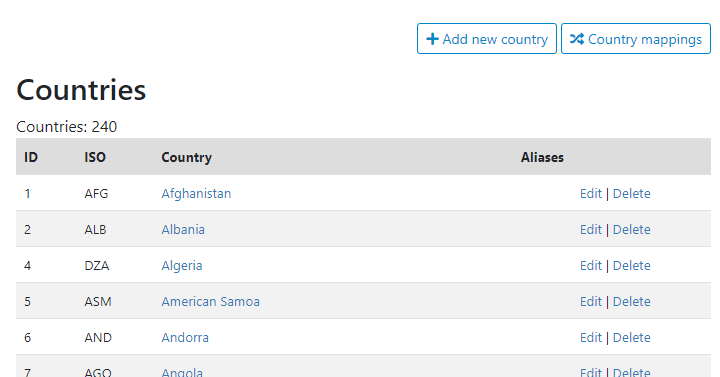 Add new country Country mappings
Countries
Countries: 240
ID ISO Country Aliases
1 AFG Afghanistan Edit | Delete
2 ALB Albania Edit | Delete
4 DZA Algeria Edit | Delete
5 ASM American Samoa Edit | Delete
6 AND Andorra Edit | Delete
7 AGO Angola Edit | Delete